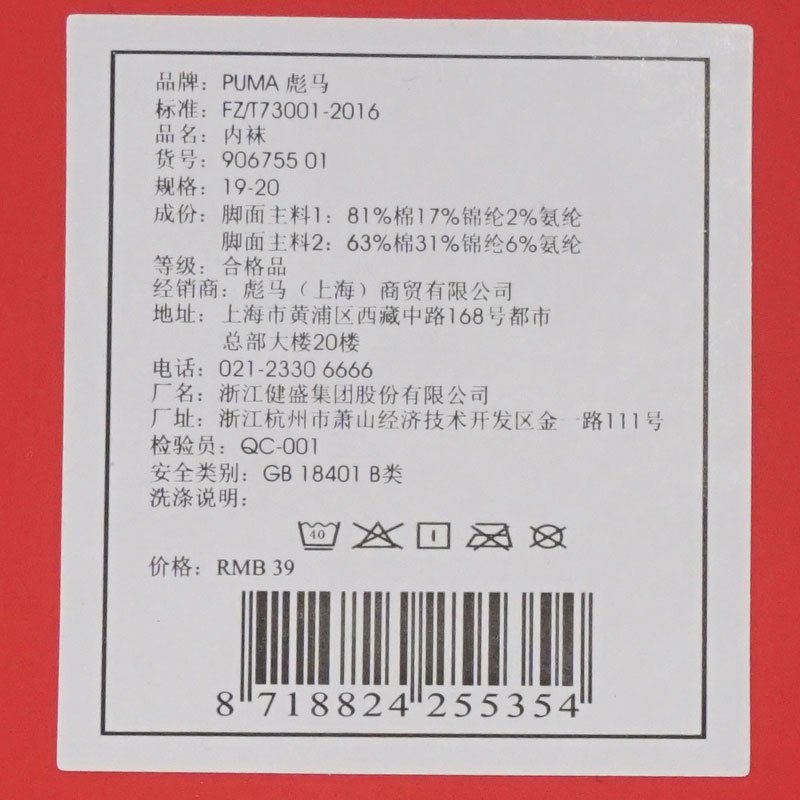 品牌：PUMA 彪马
标准：FZ/T73001-2016
品名：内袜
货号：906755 01
规格：19-20
成份：脚面主料1：81%棉17%锦纶2%氨纶
脚面主料2：63%棉31%锦纶6%氨纶
等级：合格品
经销商：彪马（上海）商贸有限公司
地址：上海市黄浦区西藏中路168号都市
总部大楼20楼
电话：021-2330 6666
厂名：浙江健盛集团股份有限公司
厂址：浙江杭州市萧山经济技术开发区金一路111号
检验员：QC-001
安全类别：GB 18401 B类
洗涤说明：
40
价格：RMB 39
8 718824 255354